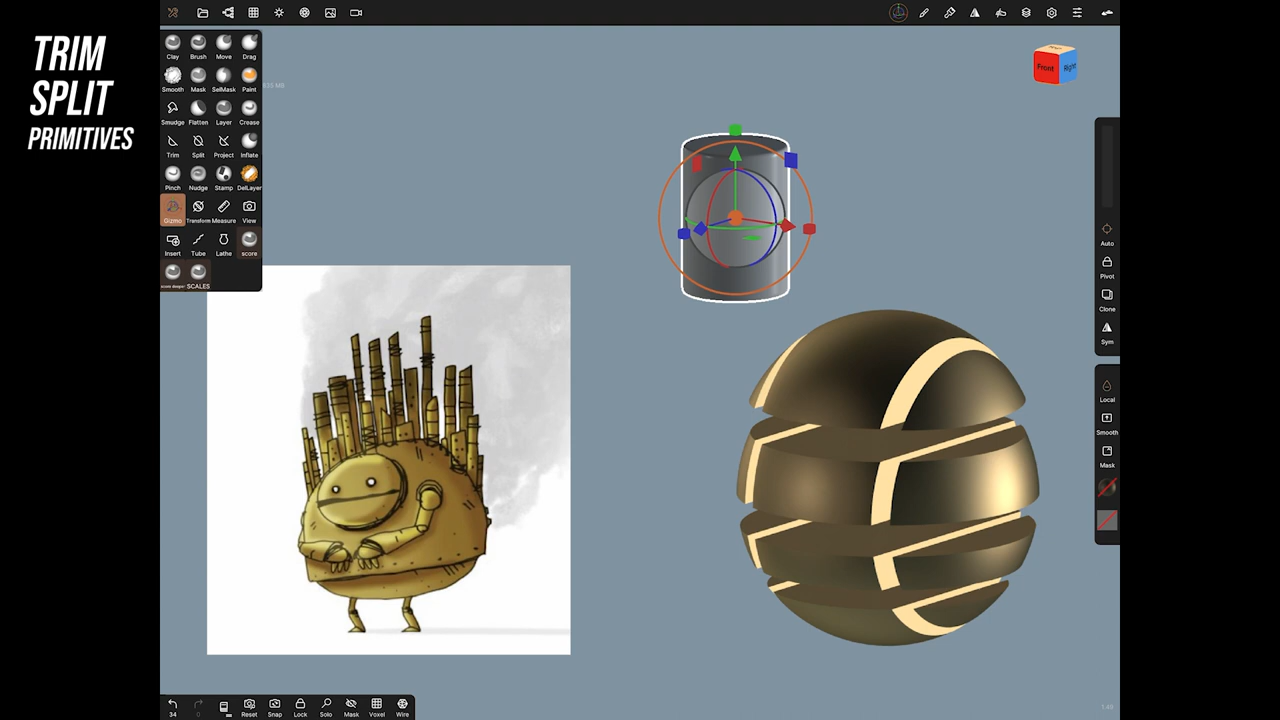 TRIM
SPLIT
PRIMITIVES
Clay Brush Move Drag
Smooth Mask SelMask Paint
Smudge Flatten Layer Crease
Trim Split Project Inflate
Pinch Nudge Stamp DelLayer
Gizmo Transform Measure View
Insert Tube Lathe score
SCALES
Front
Right
Auto
Pivot
Clone
Sym
Local
Smooth
Mask
34 0 Reset Snap Lock Solo Mask Voxel Wire
1.49